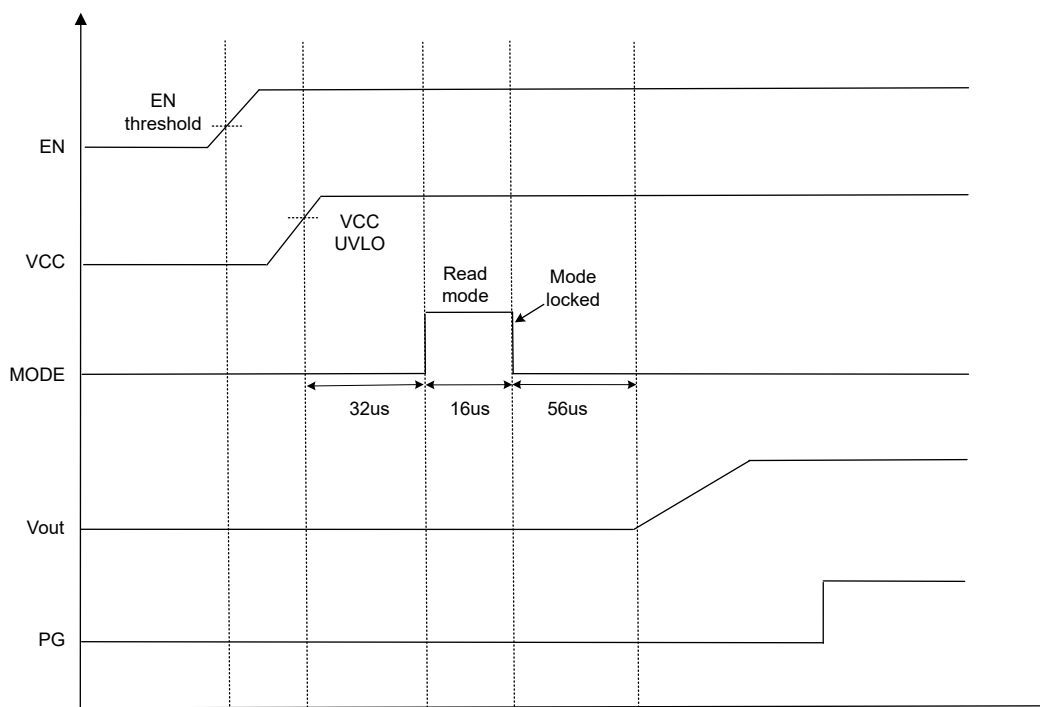 EN
threshold
EN
VCC
UVLO
VCC
Read
mode
Mode
locked
MODE
32us
16us
56us
Vout
PG